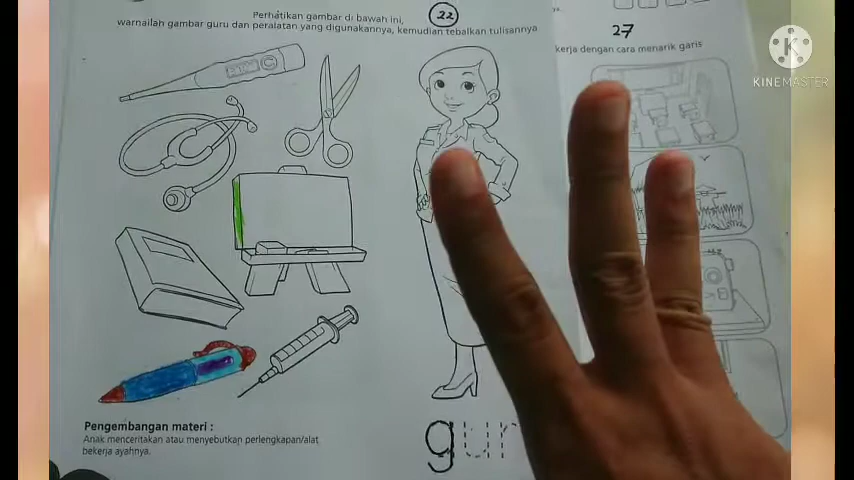 Perhatikan gambar di bawah ini,
22
warnailah gambar guru dan peralatan yang digunakannya, kemudian tebalkan tulisannya
27
kerja dengan cara menarik garis
KINEMASTER
Pengembangan materi :
Anak menceritakan atau menyebutkan perlengkapan/alat
bekerja ayahnya.
gur